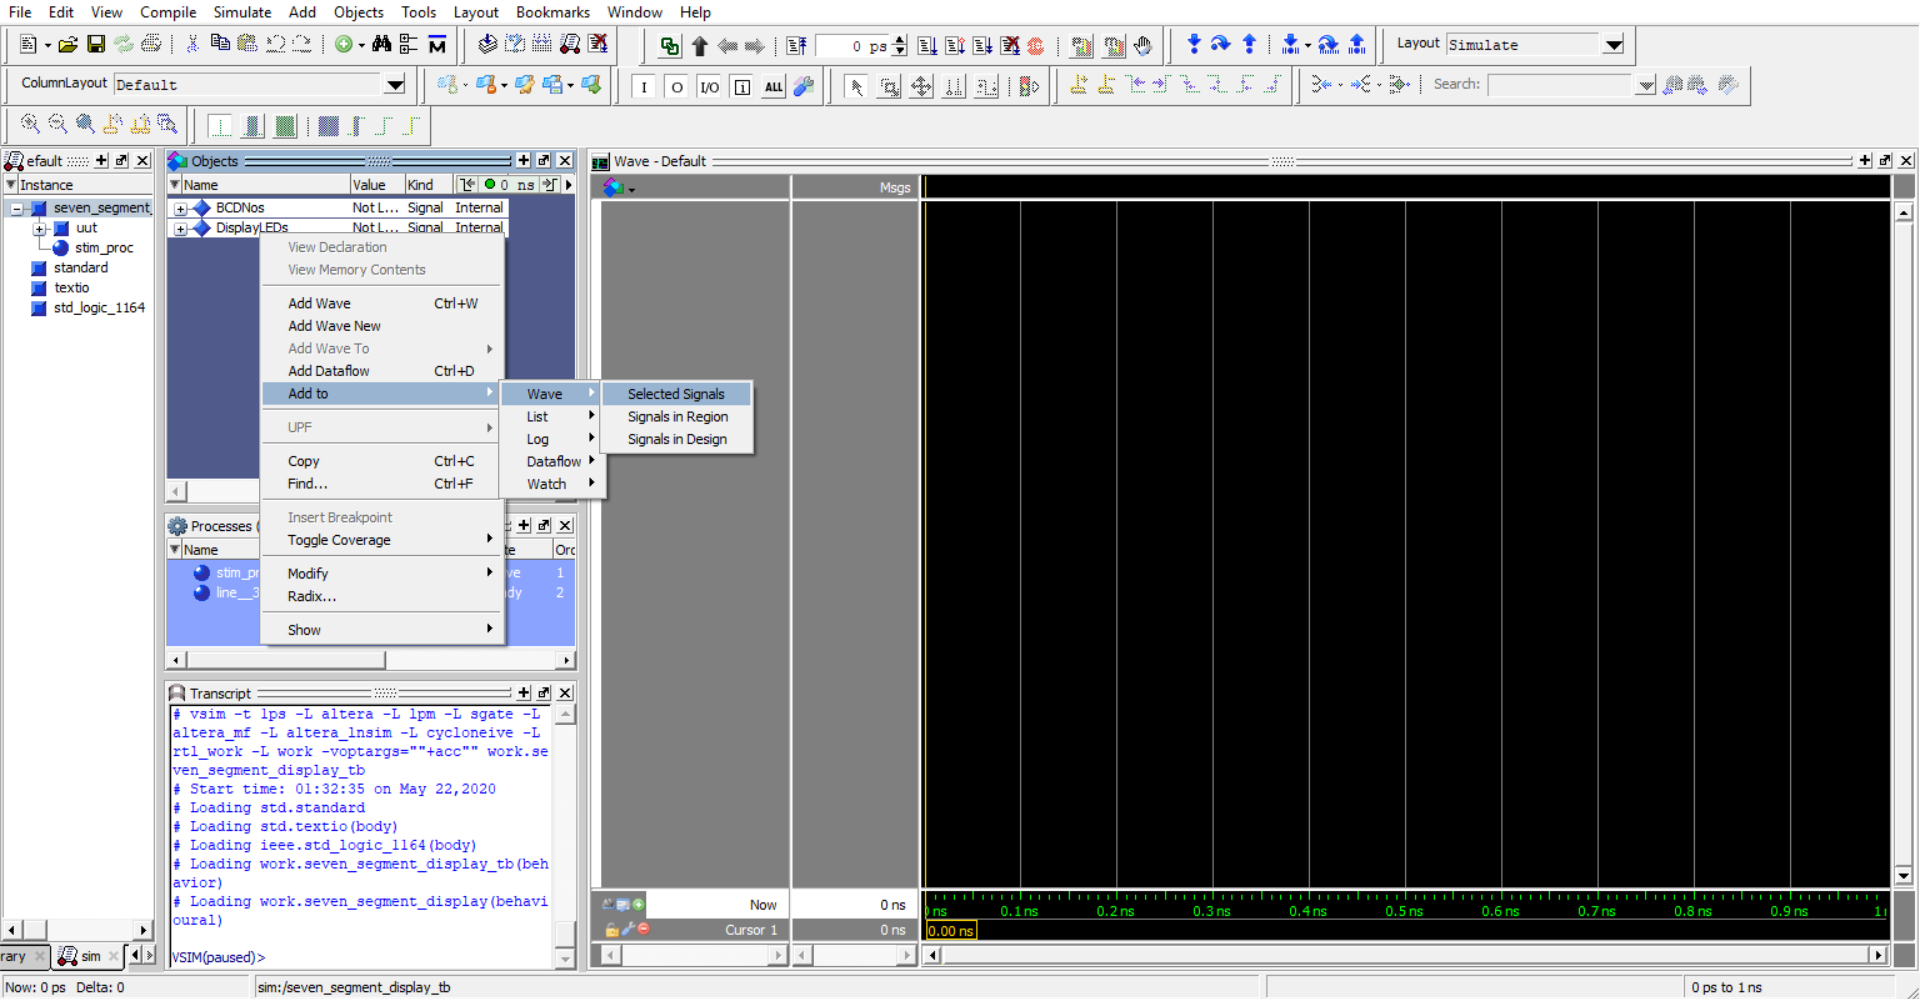 File Edit View Compile Simulate Add Objects Tools Layout Bookmarks Window Help
0 ps
Layout Simulate
ColumnLayout Default
I O I/O i ALL
Search:
efault
Instance
seven_segment_
uut
stim_proc
standard
textio
std_logic_1164
rary sim
Objects
Name Value Kind 0 ns
BCDNos Not L... Signal Internal
DisplayLEDs Not L... Signal Internal
View Declaration
View Memory Contents
Add Wave Ctrl+W
Add Wave New
Add Wave To
Add Dataflow Ctrl+D
Add to
UPF
Copy Ctrl+C
Find... Ctrl+F
Insert Breakpoint
Toggle Coverage
Modify
Radix...
Show
Wave
List
Log
Dataflow
Watch
Selected Signals
Signals in Region
Signals in Design
Processes (
Name te Orc
stim_pr ve 1
line__3 dy 2
Transcript
# vsim -t 1ps -L altera -L lpm -L sgate -L
altera_mf -L altera_lnsim -L cycloneive -L
rtl_work -L work -voptargs=""+acc"" work.se
ven_segment_display_tb
# Start time: 01:32:35 on May 22,2020
# Loading std.standard
# Loading std.textio(body)
# Loading ieee.std_logic_1164(body)
# Loading work.seven_segment_display_tb(beh
avior)
# Loading work.seven_segment_display(behavi
oural)
VSIM(paused)>
Wave - Default
Msgs
Now 0 ns
Cursor 1 0 ns
ns 0.1 ns 0.2 ns 0.3 ns 0.4 ns 0.5 ns 0.6 ns 0.7 ns 0.8 ns 0.9 ns 1
0.00 ns
Now: 0 ps Delta: 0
sim:/seven_segment_display_tb
0 ps to 1 ns